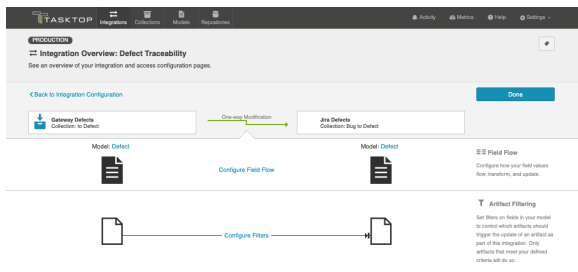 TASKTOP
Integrations
Collections
Models
Repositories
Activity
Metrics
Help
Settings
PRODUCTION
Integration Overview: Defect Traceability
See an overview of your integration and access configuration pages.
Back to Integration Configuration
Done
Gateway Defects
Collection: to Defect
One-way Modification
Jira Defects
Collection: Bug to Defect
Model: Defect
Model: Defect
Configure Field Flow
Field Flow
Configure how your field values
flow, transform, and update.
Configure Filters
Artifact Filtering
Set filters on fields in your model
to control which artifacts should
trigger the update of an artifact as
part of this integration. Only
artifacts that meet your defined
criteria will do so.